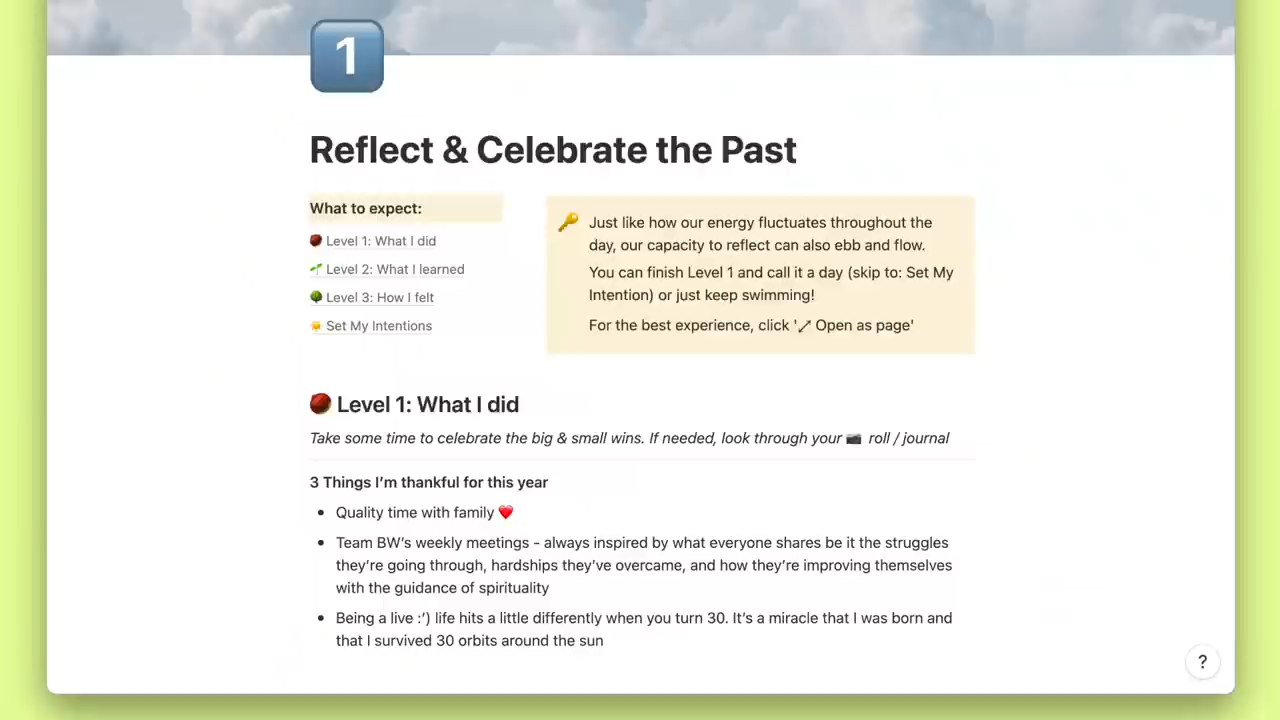 1
Reflect & Celebrate the Past
What to expect:
Level 1: What I did
Level 2: What I learned
Level 3: How I felt
Set My Intentions
Just like how our energy fluctuates throughout the
day, our capacity to reflect can also ebb and flow.
You can finish Level 1 and call it a day (skip to: Set My
Intention) or just keep swimming!
For the best experience, click '⤢ Open as page'
Level 1: What I did
Take some time to celebrate the big & small wins. If needed, look through your 📷 roll / journal
3 Things I’m thankful for this year
• Quality time with family ❤️
• Team BW’s weekly meetings - always inspired by what everyone shares be it the struggles
they’re going through, hardships they’ve overcame, and how they’re improving themselves
with the guidance of spirituality
• Being a live :’) life hits a little differently when you turn 30. It’s a miracle that I was born and
that I survived 30 orbits around the sun
?